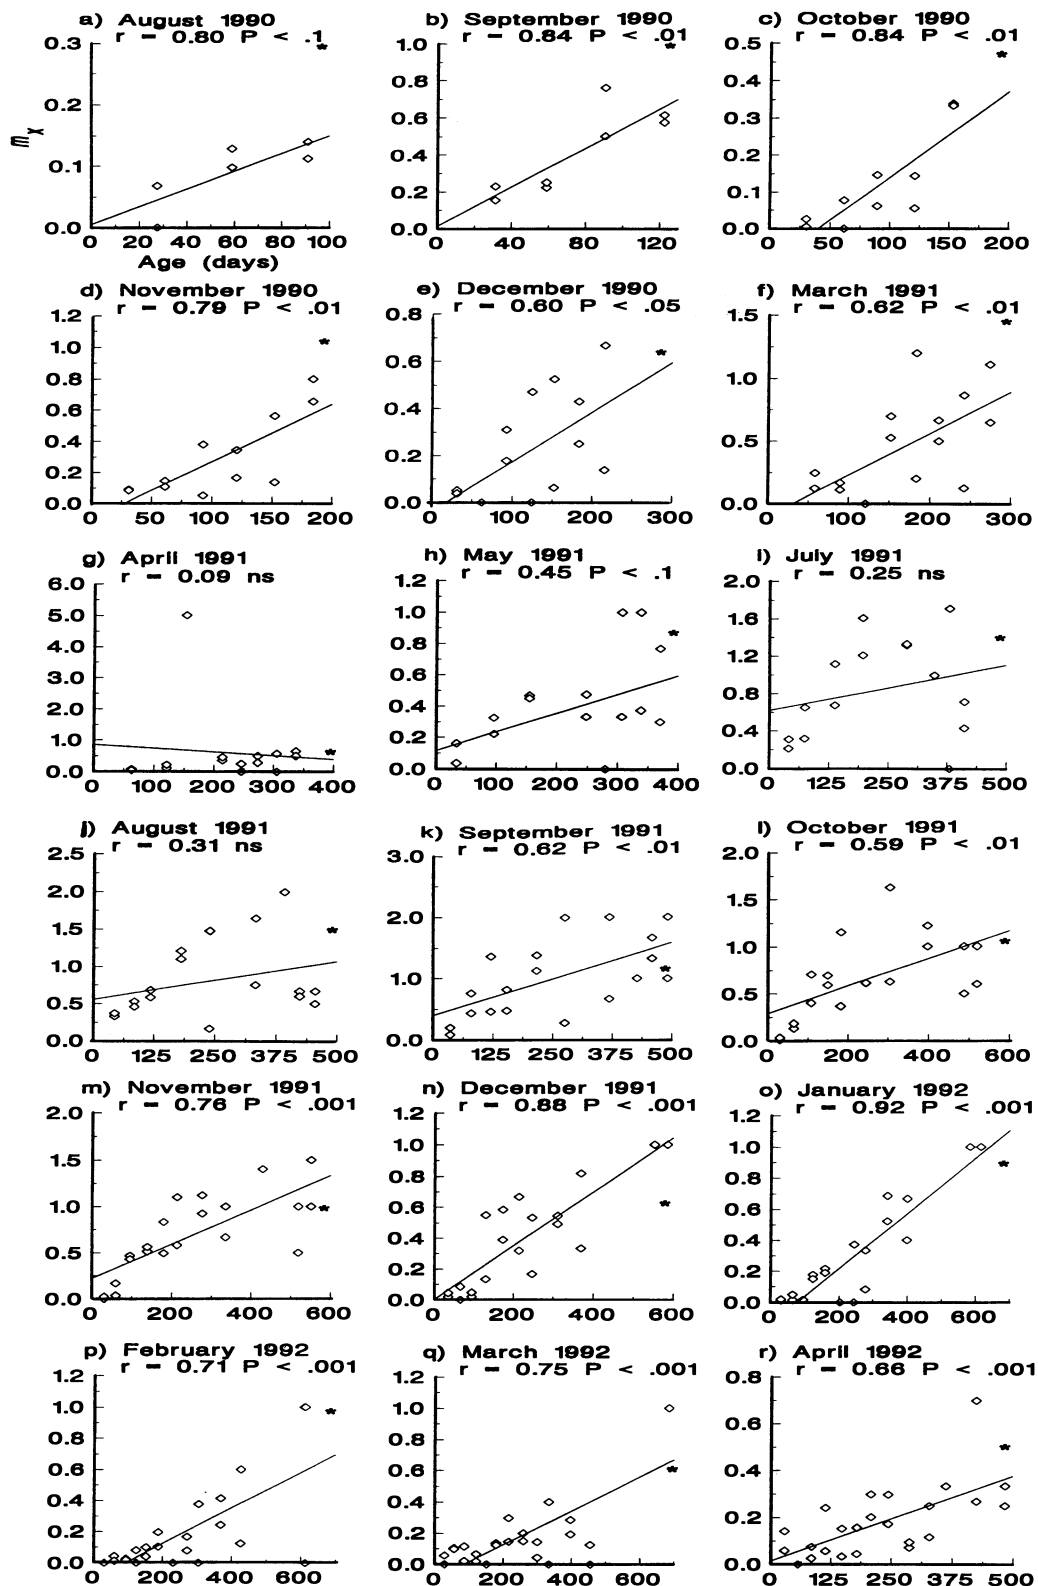 a) August 1990
r = 0.80 P < .1
b) September 1990
r = 0.84 P < .01
c) October 1990
r = 0.84 P < .01
0.3
0.2
0.1
0.0
mx
0 20 40 60 80 100
Age (days)
1.0
0.8
0.6
0.4
0.2
0.0
0 40 80 120
0.5
0.4
0.3
0.2
0.1
0.0
0 50 100 150 200
d) November 1990
r = 0.79 P < .01
e) December 1990
r = 0.60 P < .05
f) March 1991
r = 0.62 P < .01
1.2
1.0
0.8
0.6
0.4
0.2
0.0
0 50 100 150 200
0.8
0.6
0.4
0.2
0.0
0 100 200 300
1.5
1.0
0.5
0.0
0 100 200 300
g) April 1991
r = 0.09 ns
h) May 1991
r = 0.45 P < .1
i) July 1991
r = 0.25 ns
6.0
5.0
4.0
3.0
2.0
1.0
0.0
0 100 200 300 400
1.2
1.0
0.8
0.6
0.4
0.2
0.0
0 100 200 300 400
2.0
1.6
1.2
0.8
0.4
0.0
0 125 250 375 500
j) August 1991
r = 0.31 ns
k) September 1991
r = 0.62 P < .01
l) October 1991
r = 0.59 P < .01
2.5
2.0
1.5
1.0
0.5
0.0
0 125 250 375 500
3.0
2.0
1.0
0.0
0 125 250 375 500
2.0
1.5
1.0
0.5
0.0
0 200 400 600
m) November 1991
r = 0.76 P < .001
n) December 1991
r = 0.88 P < .001
o) January 1992
r = 0.92 P < .001
2.0
1.5
1.0
0.5
0.0
0 200 400 600
1.2
1.0
0.8
0.6
0.4
0.2
0.0
0 200 400 600
1.2
1.0
0.8
0.6
0.4
0.2
0.0
0 200 400 600
p) February 1992
r = 0.71 P < .001
q) March 1992
r = 0.75 P < .001
r) April 1992
r = 0.66 P < .001
1.2
1.0
0.8
0.6
0.4
0.2
0.0
0 200 400 600
1.2
1.0
0.8
0.6
0.4
0.2
0.0
0 200 400 600
0.8
0.6
0.4
0.2
0.0
0 125 250 375 500